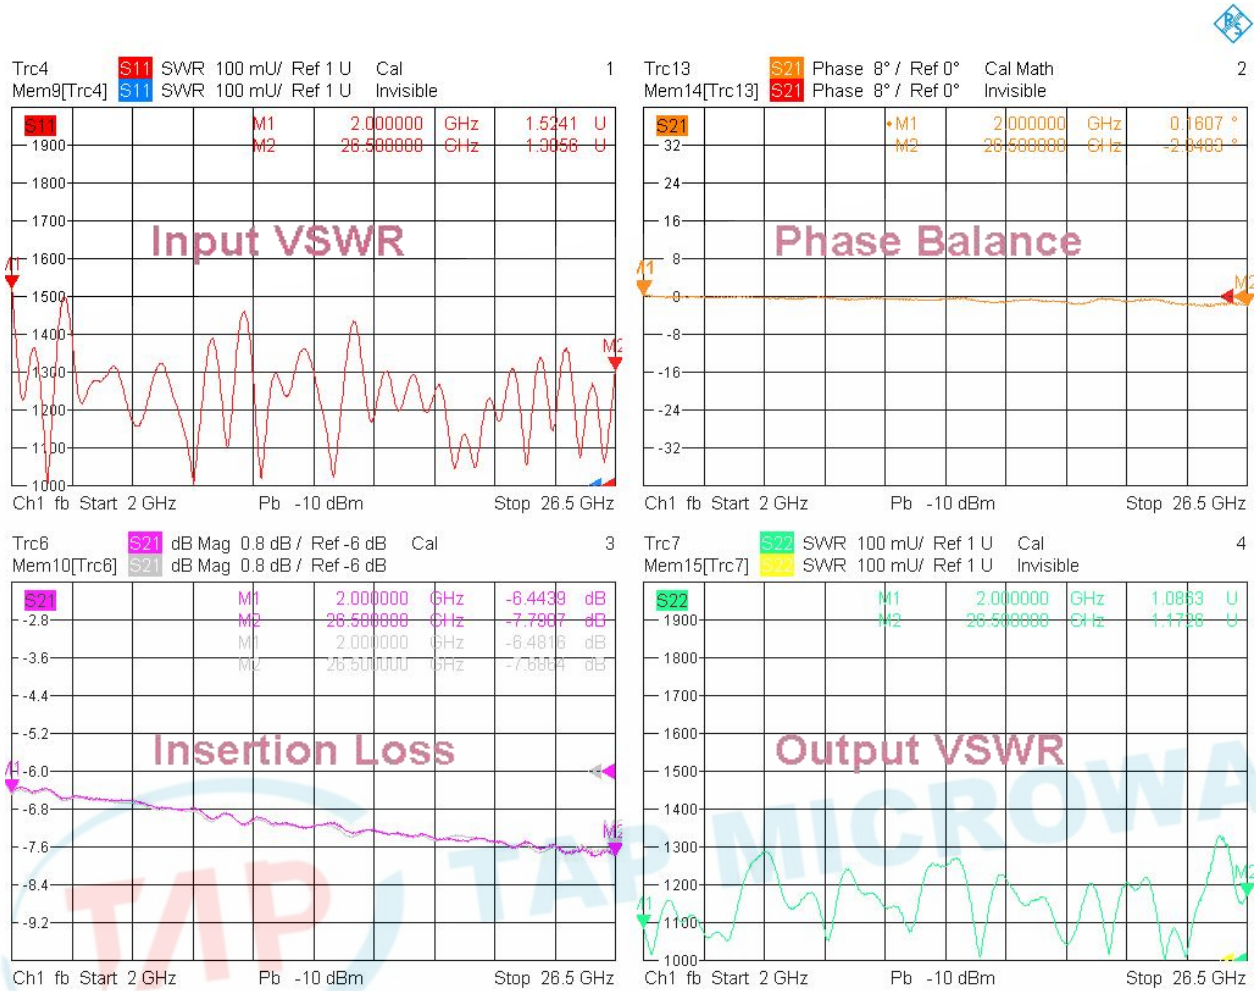 R&S
Trc4 S11 SWR 100 mU/ Ref 1 U Cal 1
Mem9[Trc4] S11 SWR 100 mU/ Ref 1 U Invisible
S11
M1 2.000000 GHz 1.5241 U
M2 26.500000 GHz 1.3056 U
1900
1800
1700
Input VSWR
1600
M1
1500
1400
M2
1300
1200
1100
1000
Ch1 fb Start 2 GHz Pb -10 dBm Stop 26.5 GHz
Trc13 S21 Phase 8°/ Ref 0° Cal Math 2
Mem14[Trc13] S21 Phase 8°/ Ref 0° Invisible
S21
•M1 2.000000 GHz 0.1607 °
M2 26.500000 GHz
32
24
16
Phase Balance
8
M1
M2
0
-8
-16
-24
-32
Ch1 fb Start 2 GHz Pb -10 dBm Stop 26.5 GHz
Trc6 S21 dB Mag 0.8 dB / Ref -6 dB Cal 3
Mem10[Trc6] S21 dB Mag 0.8 dB / Ref -6 dB
S21
M1 2.000000 GHz -6.4439 dB
M2 26.500000 GHz -7.7907 dB
M1 2.000000 GHz -6.4816 dB
M2 26.500000 GHz -7.6864 dB
-2.8
-3.6
-4.4
-5.2
Insertion Loss
M1
-6.0
-6.8
M2
-7.6
-8.4
-9.2
Ch1 fb Start 2 GHz Pb -10 dBm Stop 26.5 GHz
Trc7 S22 SWR 100 mU/ Ref 1 U Cal 4
Mem15[Trc7] S22 SWR 100 mU/ Ref 1 U Invisible
S22
M1 2.000000 GHz 1.0863 U
M2 26.500000 GHz 1.1726 U
1900
1800
1700
1600
Output VSWR
1500
1400
1300
M2
1200
M1
1100
1000
Ch1 fb Start 2 GHz Pb -10 dBm Stop 26.5 GHz
TAP TAP MICROWA